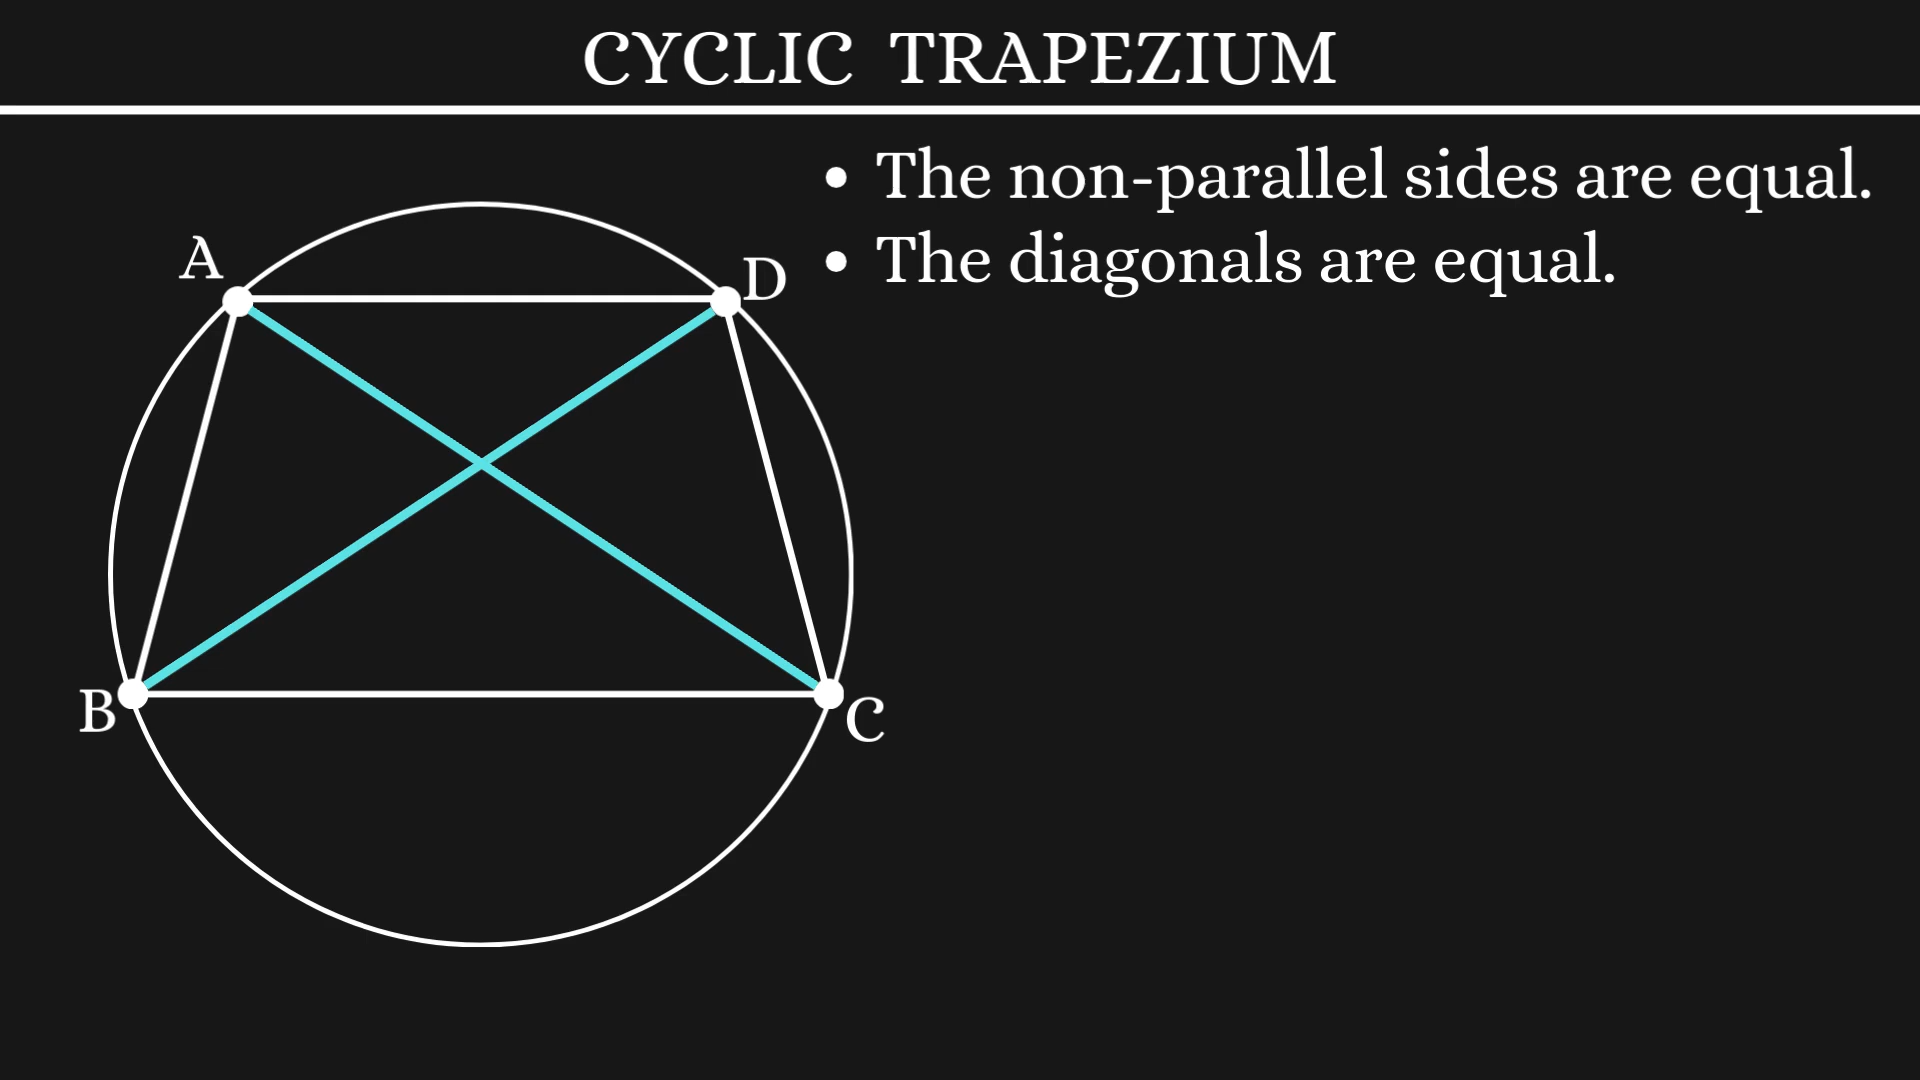 CYCLIC TRAPEZIUM
• The non-parallel sides are equal.
• The diagonals are equal.
A
D
B
C